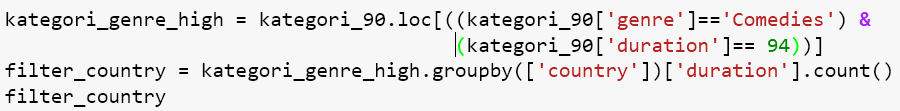 kategori_genre_high = kategori_90.loc[((kategori_90['genre']=='Comedies') &
(kategori_90['duration']== 94))]
filter_country = kategori_genre_high.groupby(['country'])['duration'].count()
filter_country